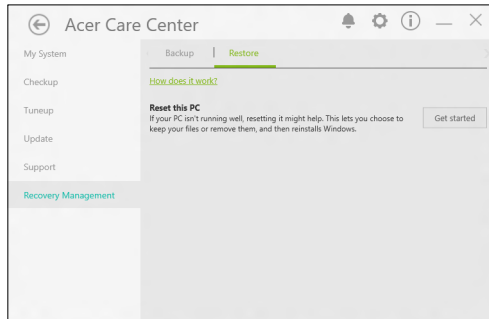 Acer Care Center
My System
Checkup
Tuneup
Update
Support
Recovery Management
Backup | Restore
How does it work?
Reset this PC
If your PC isn't running well, resetting it might help. This lets you choose to
keep your files or remove them, and then reinstalls Windows.
Get started